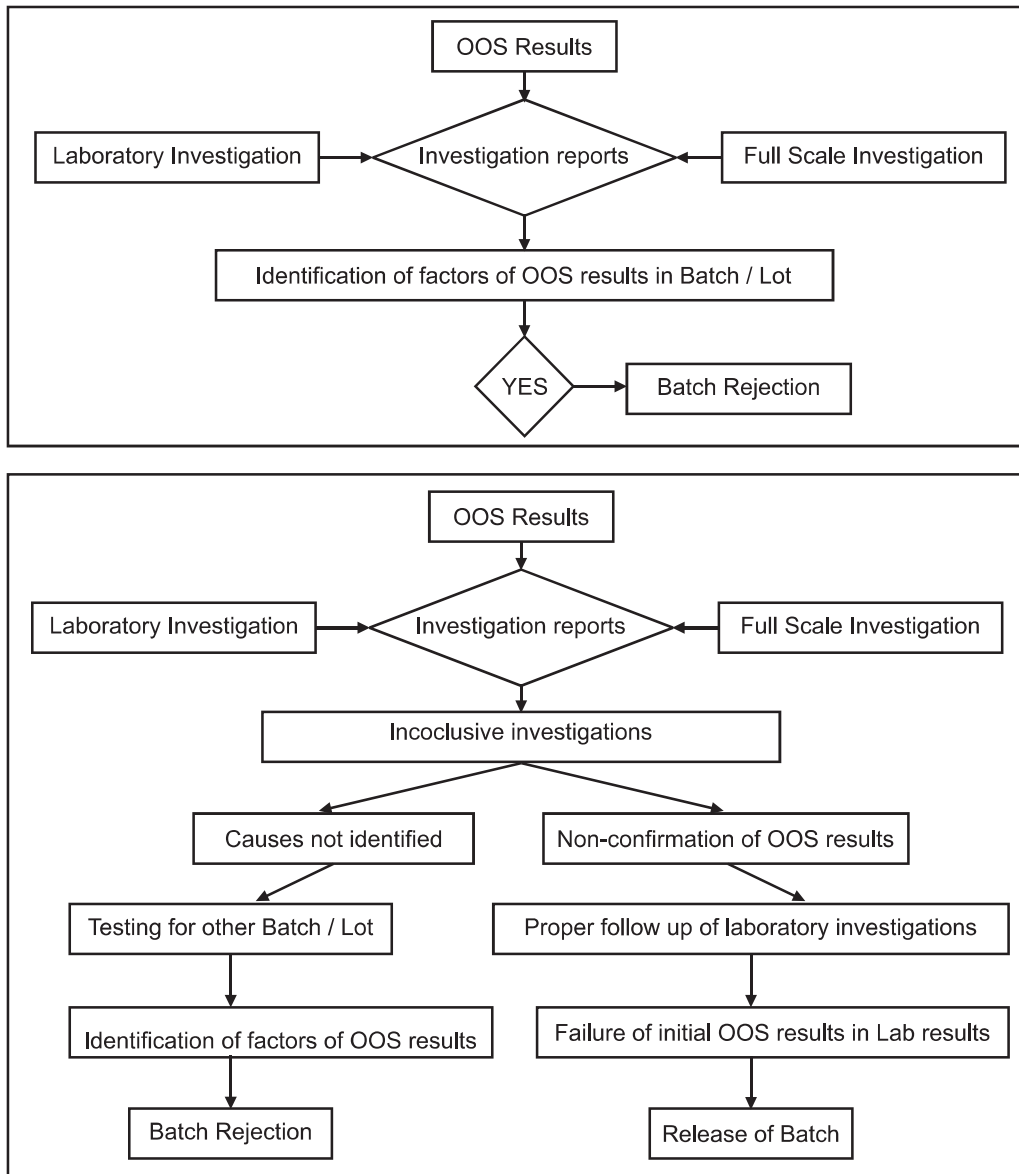 OOS Results
Laboratory Investigation
Investigation reports
Full Scale Investigation
Identification of factors of OOS results in Batch / Lot
YES
Batch Rejection
OOS Results
Laboratory Investigation
Investigation reports
Full Scale Investigation
Incoclusive investigations
Causes not identified
Non-confirmation of OOS results
Testing for other Batch / Lot
Proper follow up of laboratory investigations
Identification of factors of OOS results
Failure of initial OOS results in Lab results
Batch Rejection
Release of Batch